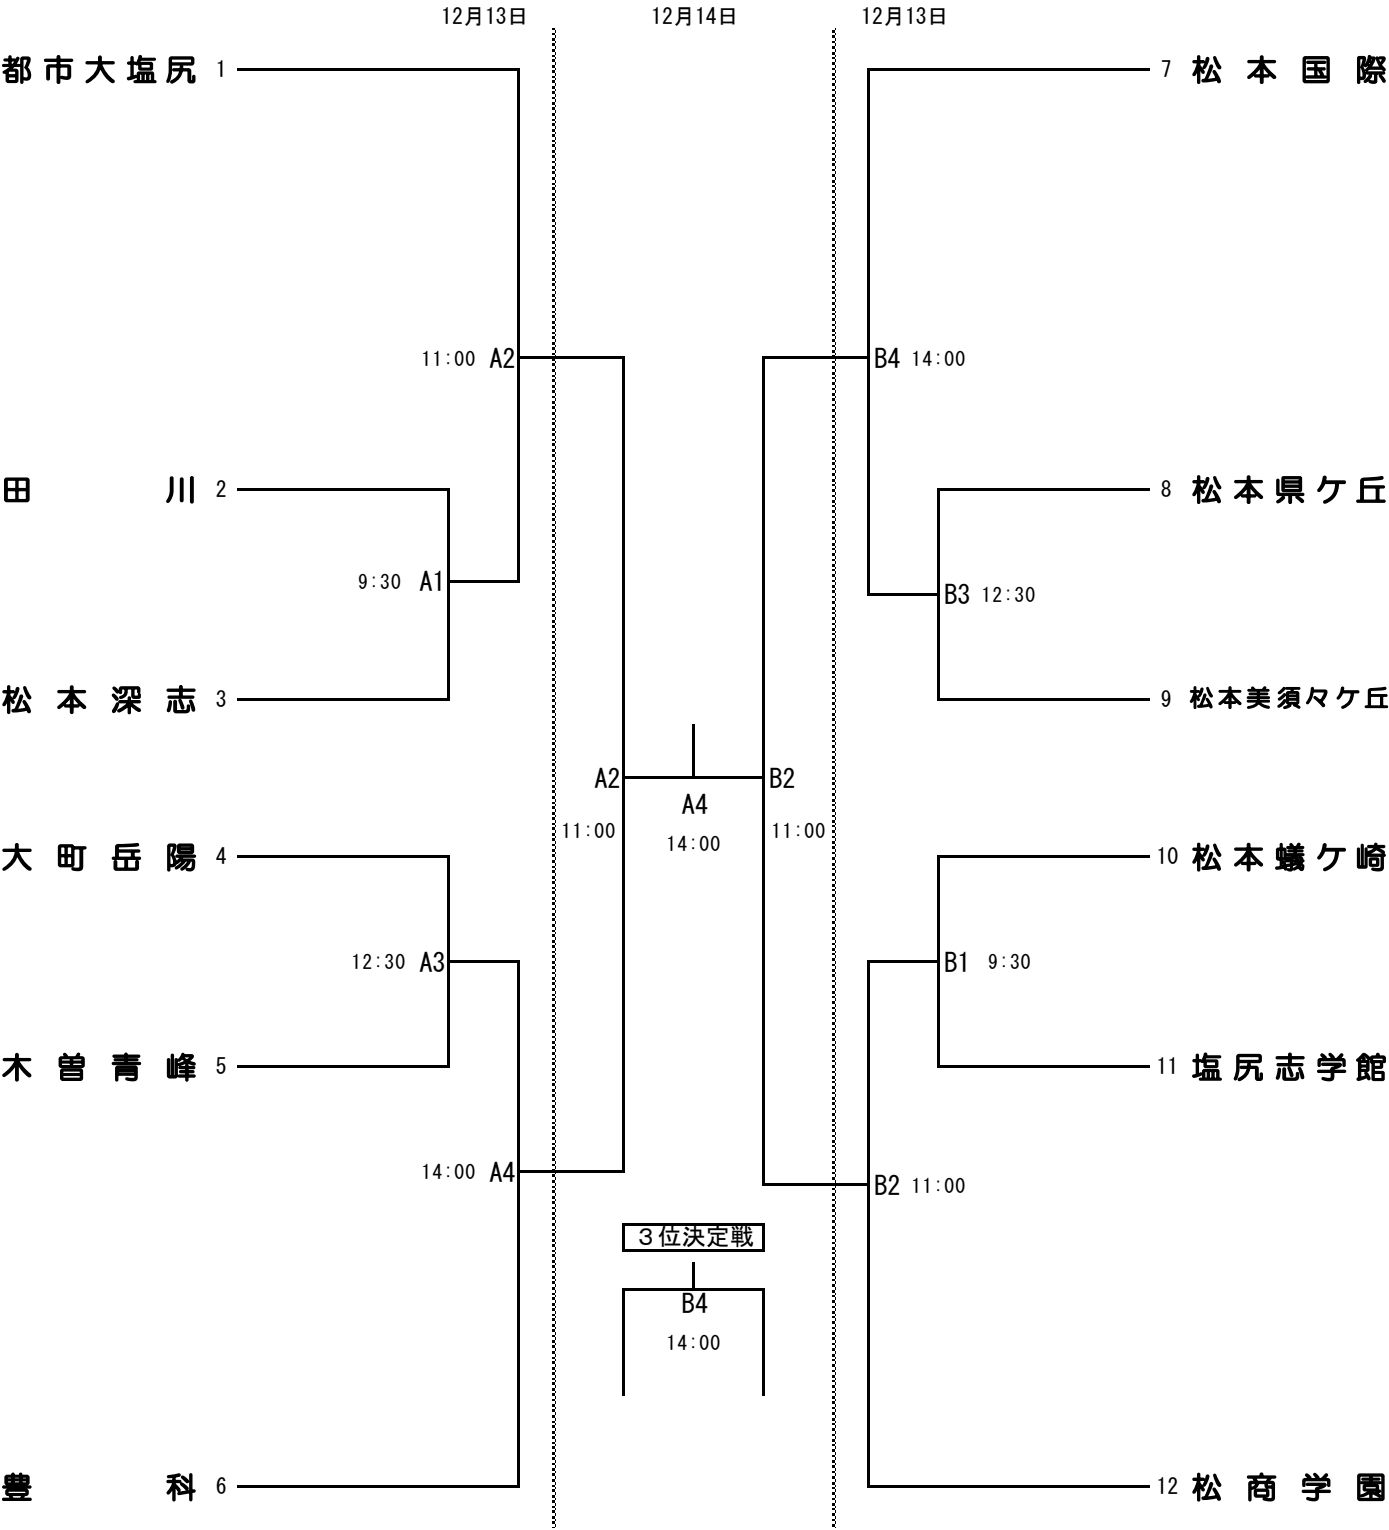 12月13日 12月14日 12月13日
都市大塩尻 1
7 松本国際
11:00 A2
B4 14:00
田川 2
8 松本県ケ丘
9:30 A1
B3 12:30
松本深志 3
9 松本美須々ケ丘
A2
B2
A4
11:00
11:00
14:00
大町岳陽 4
10 松本蟻ケ崎
12:30 A3
B1 9:30
木曽青峰 5
11 塩尻志学館
14:00 A4
B2 11:00
３位決定戦
B4
14:00
豊科 6
12 松商学園